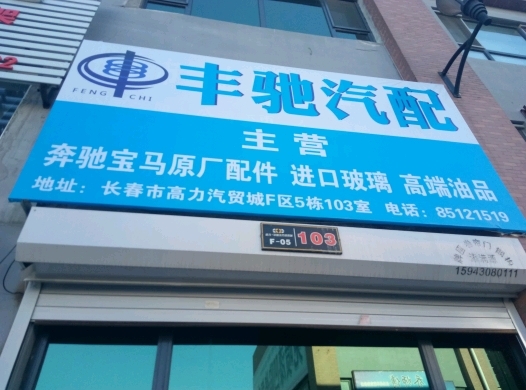 FENG CHI
丰驰汽配
主营
奔驰宝马原厂配件 进口玻璃 高端油品
地址：长春市高力汽贸城F区5栋103室 电话：85121519
F-05 103
15943080111